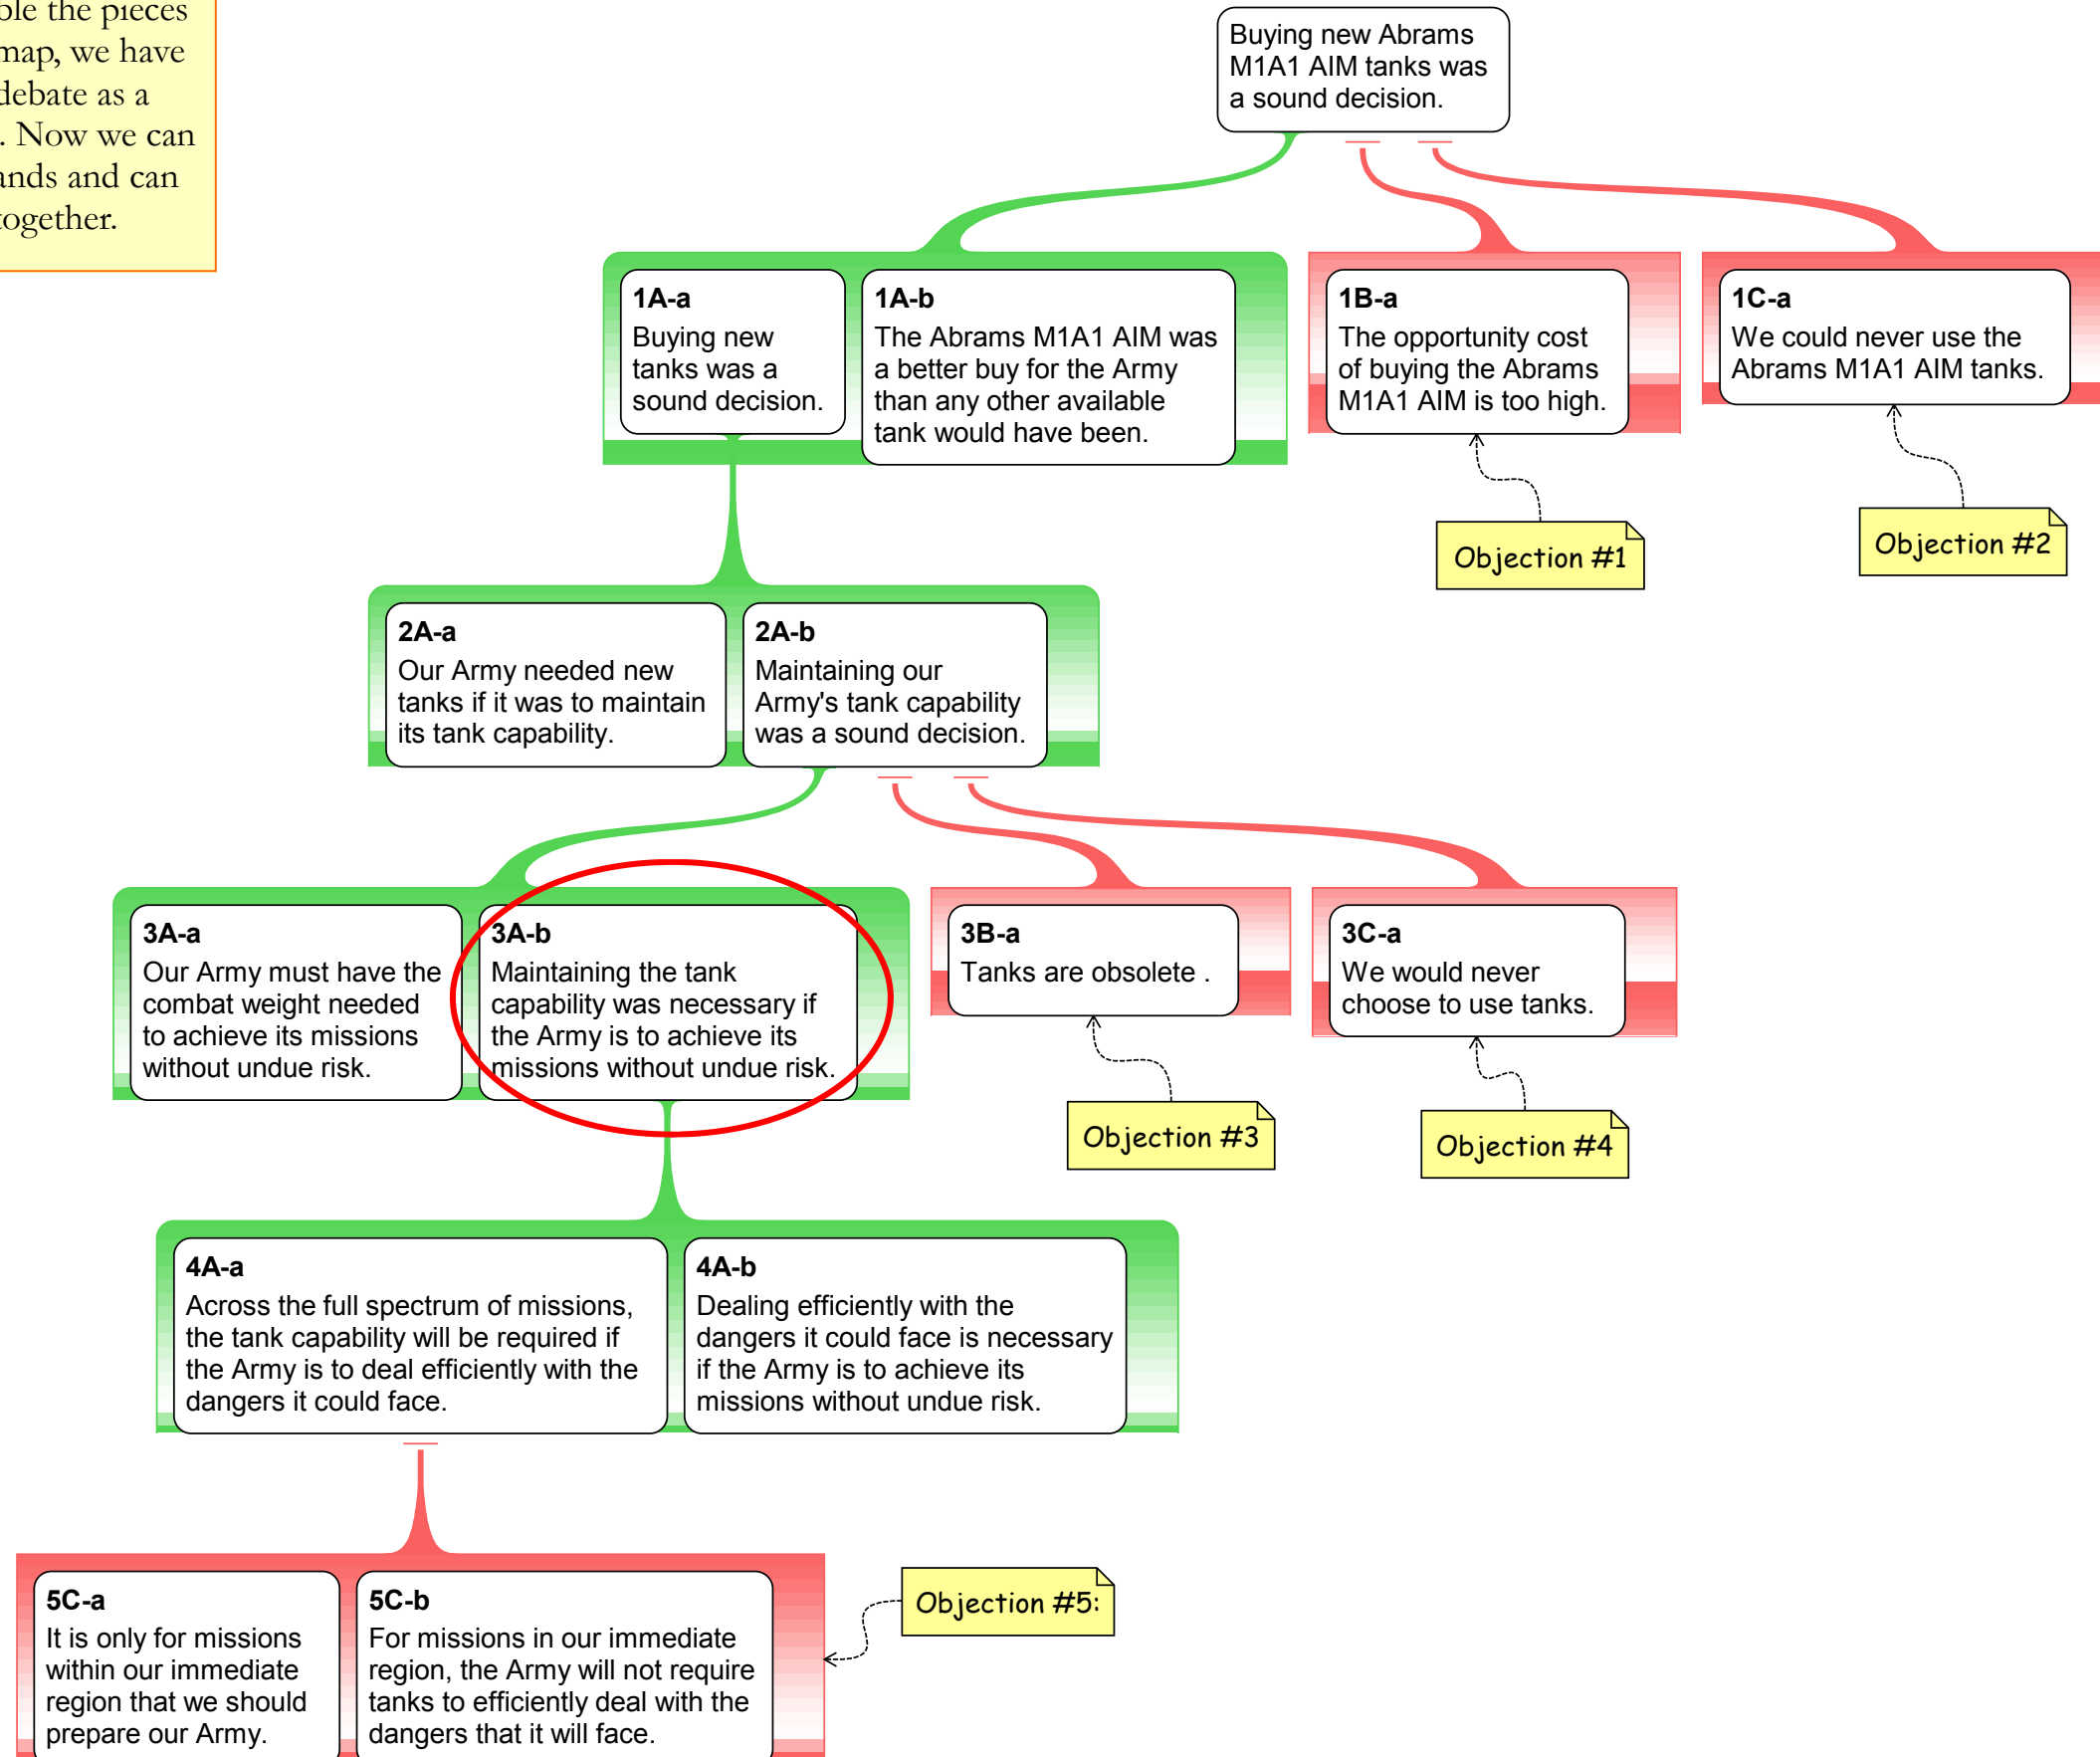 ble the pieces
map, we have
debate as a
. Now we can
ands and can
together.
Buying new Abrams
M1A1 AIM tanks was
a sound decision.
1A-a
Buying new
tanks was a
sound decision.
1A-b
The Abrams M1A1 AIM was
a better buy for the Army
than any other available
tank would have been.
1B-a
The opportunity cost
of buying the Abrams
M1A1 AIM is too high.
1C-a
We could never use the
Abrams M1A1 AIM tanks.
Objection #1
Objection #2
2A-a
Our Army needed new
tanks if it was to maintain
its tank capability.
2A-b
Maintaining our
Army's tank capability
was a sound decision.
3A-a
Our Army must have the
combat weight needed
to achieve its missions
without undue risk.
3A-b
Maintaining the tank
capability was necessary if
the Army is to achieve its
missions without undue risk.
3B-a
Tanks are obsolete .
3C-a
We would never
choose to use tanks.
Objection #3
Objection #4
4A-a
Across the full spectrum of missions,
the tank capability will be required if
the Army is to deal efficiently with the
dangers it could face.
4A-b
Dealing efficiently with the
dangers it could face is necessary
if the Army is to achieve its
missions without undue risk.
5C-a
It is only for missions
within our immediate
region that we should
prepare our Army.
5C-b
For missions in our immediate
region, the Army will not require
tanks to efficiently deal with the
dangers that it will face.
Objection #5: